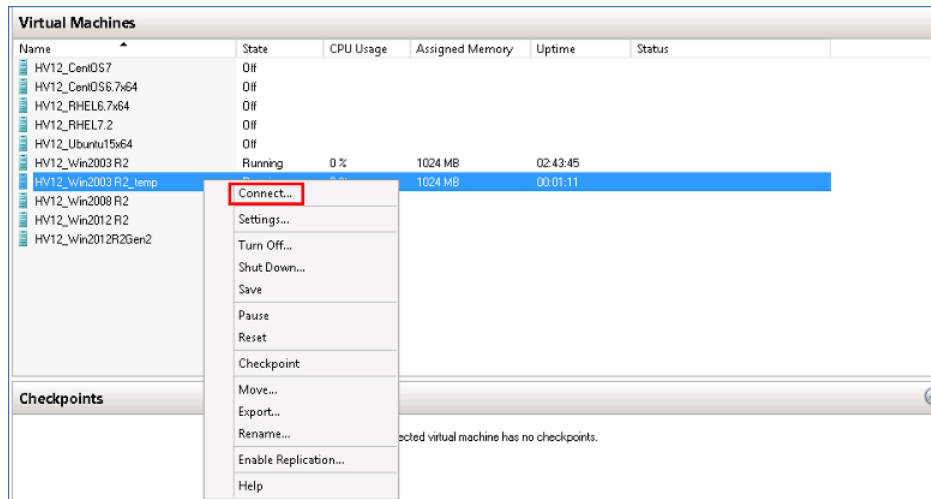 Virtual Machines
Name State CPU Usage Assigned Memory Uptime Status
HV12_CentOS7 Off
HV12_CentOS6.7x64 Off
HV12_RHEL6.7x64 Off
HV12_RHEL7.2 Off
HV12_Ubuntu15x64 Off
HV12_Win2003 R2 Running 0 % 1024 MB 02:43:45
HV12_Win2003 R2_temp 1024 MB 00:01:11
HV12_Win2008 R2
HV12_Win2012 R2
HV12_Win2012R2Gen2
Connect...
Settings...
Turn Off...
Shut Down...
Save
Pause
Reset
Checkpoint
Move...
Export...
Rename...
Enable Replication...
Help
Checkpoints
ected virtual machine has no checkpoints.